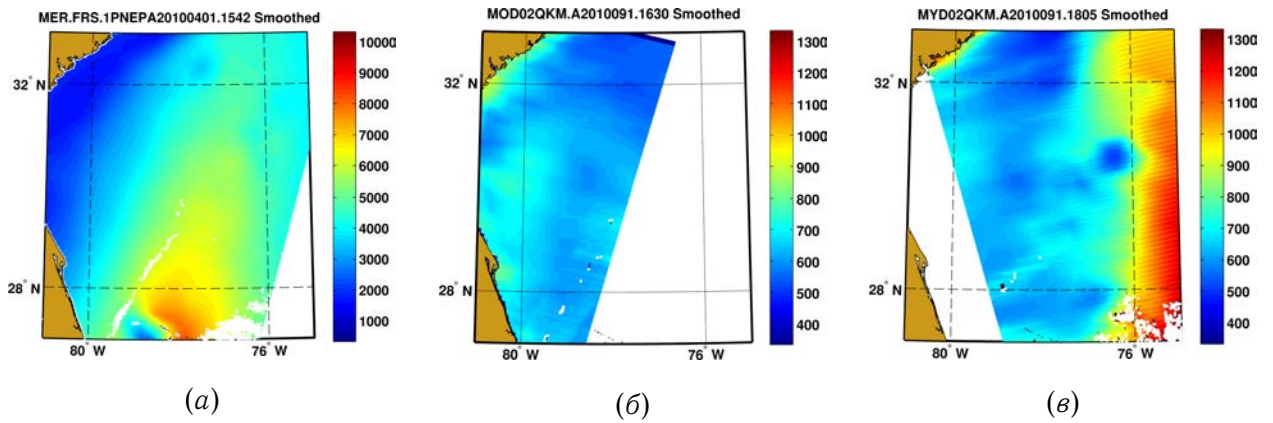 MER.FRS.1PNEPA20100401.1542 Smoothed
10000
9000
8000
7000
6000
5000
4000
3000
2000
1000
32° N
28° N
80° W
76° W
(а)
MOD02QKM.A2010091.1630 Smoothed
1300
1200
1100
1000
900
800
700
600
500
400
32° N
28° N
80° W
76° W
(б)
MYD02QKM.A2010091.1805 Smoothed
1300
1200
1100
1000
900
800
700
600
500
400
32° N
28° N
80° W
76° W
(в)